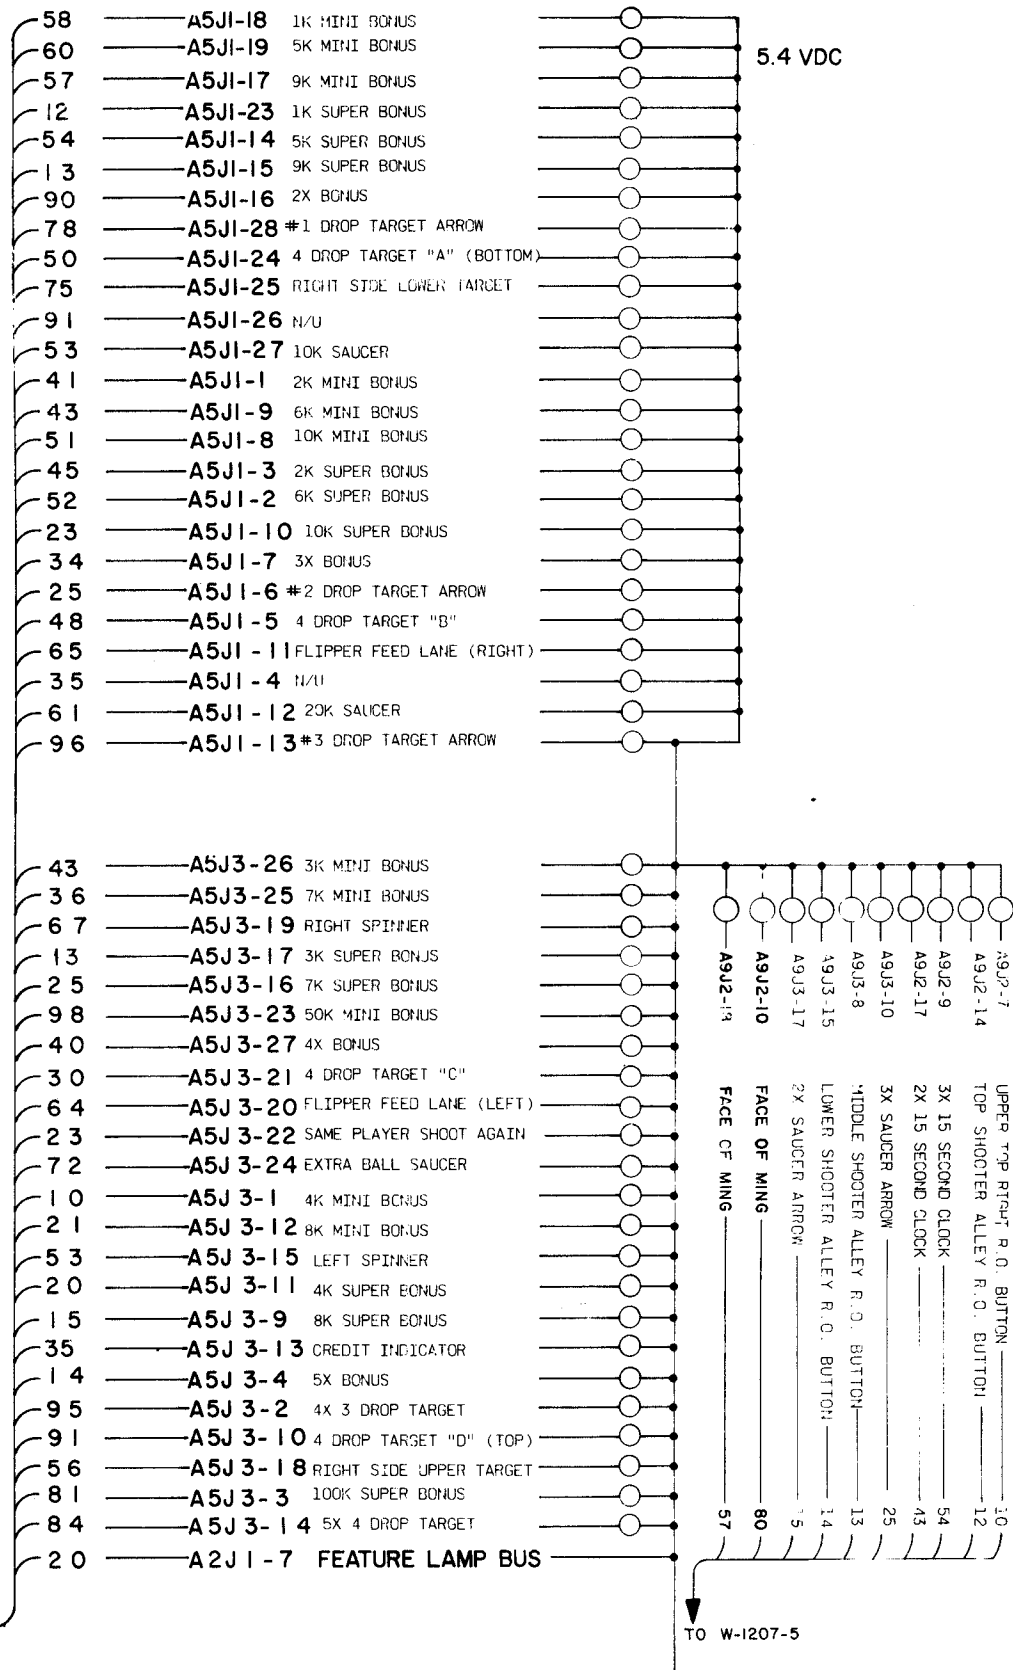 58 A5J1-18 1K MINI BONUS
60 A5J1-19 5K MINI BONUS
5.4 VDC
57 A5J1-17 9K MINI BONUS
12 A5J1-23 1K SUPER BONUS
54 A5J1-14 5K SUPER BONUS
13 A5J1-15 9K SUPER BONUS
90 A5J1-16 2X BONUS
78 A5J1-28 #1 DROP TARGET ARROW
50 A5J1-24 4 DROP TARGET "A" (BOTTOM)
75 A5J1-25 RIGHT SIDE LOWER TARGET
91 A5J1-26 N/U
53 A5J1-27 10K SAUCER
41 A5J1-1 2K MINI BONUS
43 A5J1-9 6K MINI BONUS
51 A5J1-8 10K MINI BONUS
45 A5J1-3 2K SUPER BONUS
52 A5J1-2 6K SUPER BONUS
23 A5J1-10 10K SUPER BONUS
34 A5J1-7 3X BONUS
25 A5J1-6 #2 DROP TARGET ARROW
48 A5J1-5 4 DROP TARGET "B"
65 A5J1-11 FLIPPER FEED LANE (RIGHT)
35 A5J1-4 N/U
61 A5J1-12 20K SAUCER
96 A5J1-13 #3 DROP TARGET ARROW
43 A5J3-26 3K MINI BONUS
36 A5J3-25 7K MINI BONUS
67 A5J3-19 RIGHT SPINNER
13 A5J3-17 3K SUPER BONUS
25 A5J3-16 7K SUPER BONUS
98 A5J3-23 50K MINI BONUS
40 A5J3-27 4X BONUS
30 A5J3-21 4 DROP TARGET "C"
64 A5J3-20 FLIPPER FEED LANE (LEFT)
23 A5J3-22 SAME PLAYER SHOOT AGAIN
72 A5J3-24 EXTRA BALL SAUCER
10 A5J3-1 4K MINI BONUS
21 A5J3-12 8K MINI BONUS
53 A5J3-15 LEFT SPINNER
20 A5J3-11 4K SUPER BONUS
15 A5J3-9 8K SUPER BONUS
35 A5J3-13 CREDIT INDICATOR
14 A5J3-4 5X BONUS
95 A5J3-2 4X 3 DROP TARGET
91 A5J3-10 4 DROP TARGET "D" (TOP)
56 A5J3-18 RIGHT SIDE UPPER TARGET
81 A5J3-3 100K SUPER BONUS
84 A5J3-14 5X 4 DROP TARGET
20 A2J1-7 FEATURE LAMP BUS
A9J2-7 UPPER TOP RIGHT R.O. BUTTON 10
A9J2-14 TOP SHOOTER ALLEY R.O. BUTTON 12
A9J2-9 3X 15 SECOND CLOCK 54
A9J2-17 2X 15 SECOND CLOCK 43
A9J3-10 3X SAUCER ARROW 25
A9J3-8 MIDDLE SHOOTER ALLEY R.O. BUTTON 13
A9J3-15 LOWER SHOOTER ALLEY R.O. BUTTON 14
A9J3-17 2X SAUCER ARROW
A9J2-10 FACE OF MING 80
FACE OF MING 57
TO W-1207-5